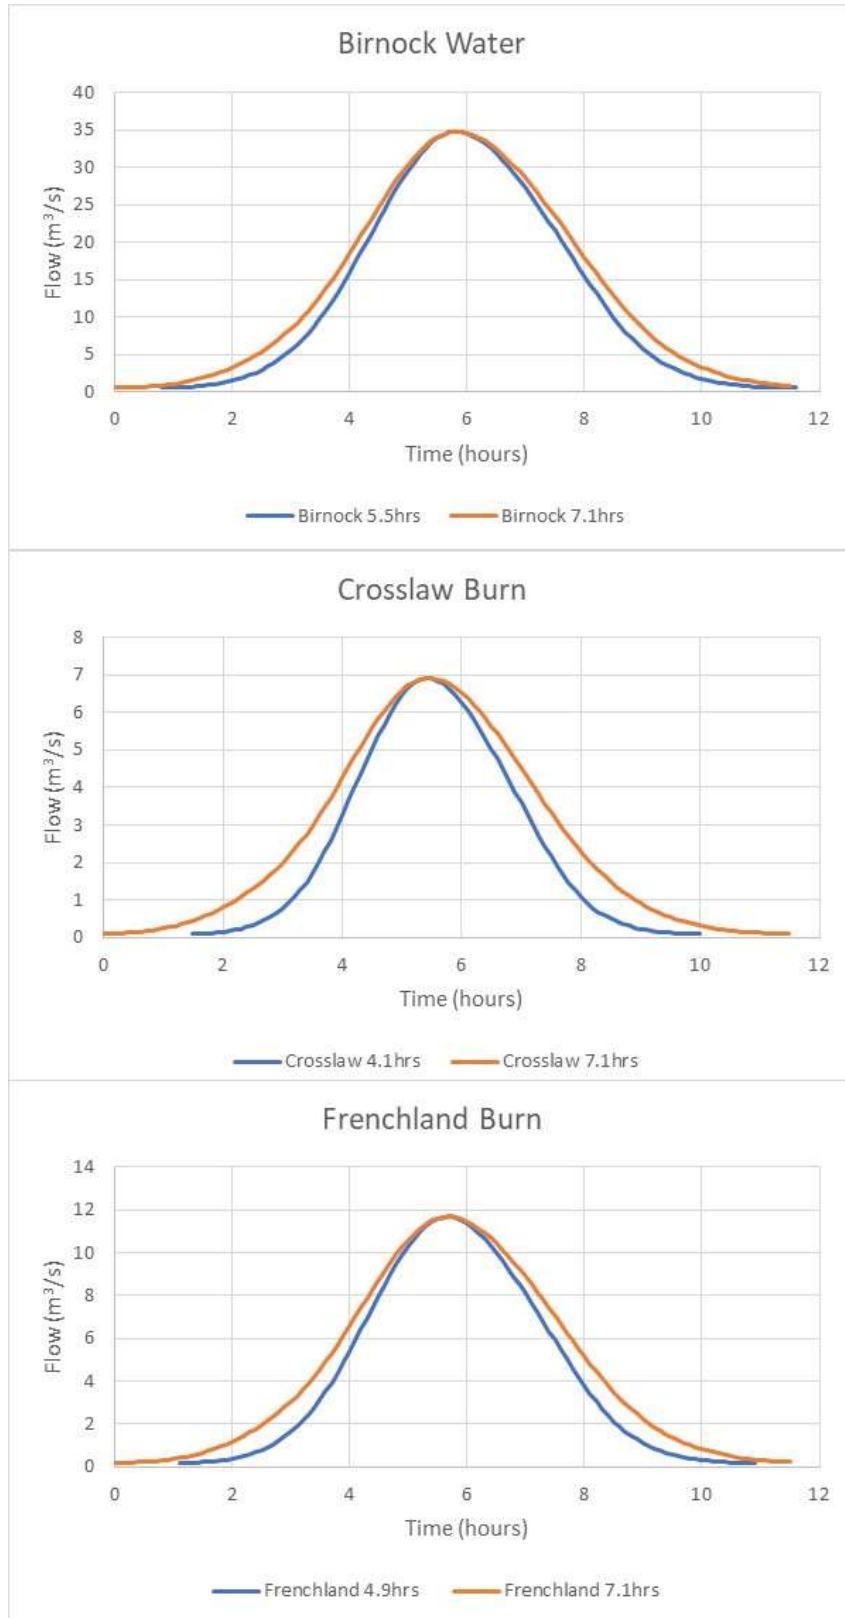 Birnock Water
40
35
30
25
20
15
10
5
0
Flow (m³/s)
0 2 4 6 8 10 12
Time (hours)
Birnock 5.5hrs Birnock 7.1hrs
Crosslaw Burn
8
7
6
5
4
3
2
1
0
Flow (m³/s)
0 2 4 6 8 10 12
Time (hours)
Crosslaw 4.1hrs Crosslaw 7.1hrs
Frenchland Burn
14
12
10
8
6
4
2
0
Flow (m³/s)
0 2 4 6 8 10 12
Time (hours)
Frenchland 4.9hrs Frenchland 7.1hrs